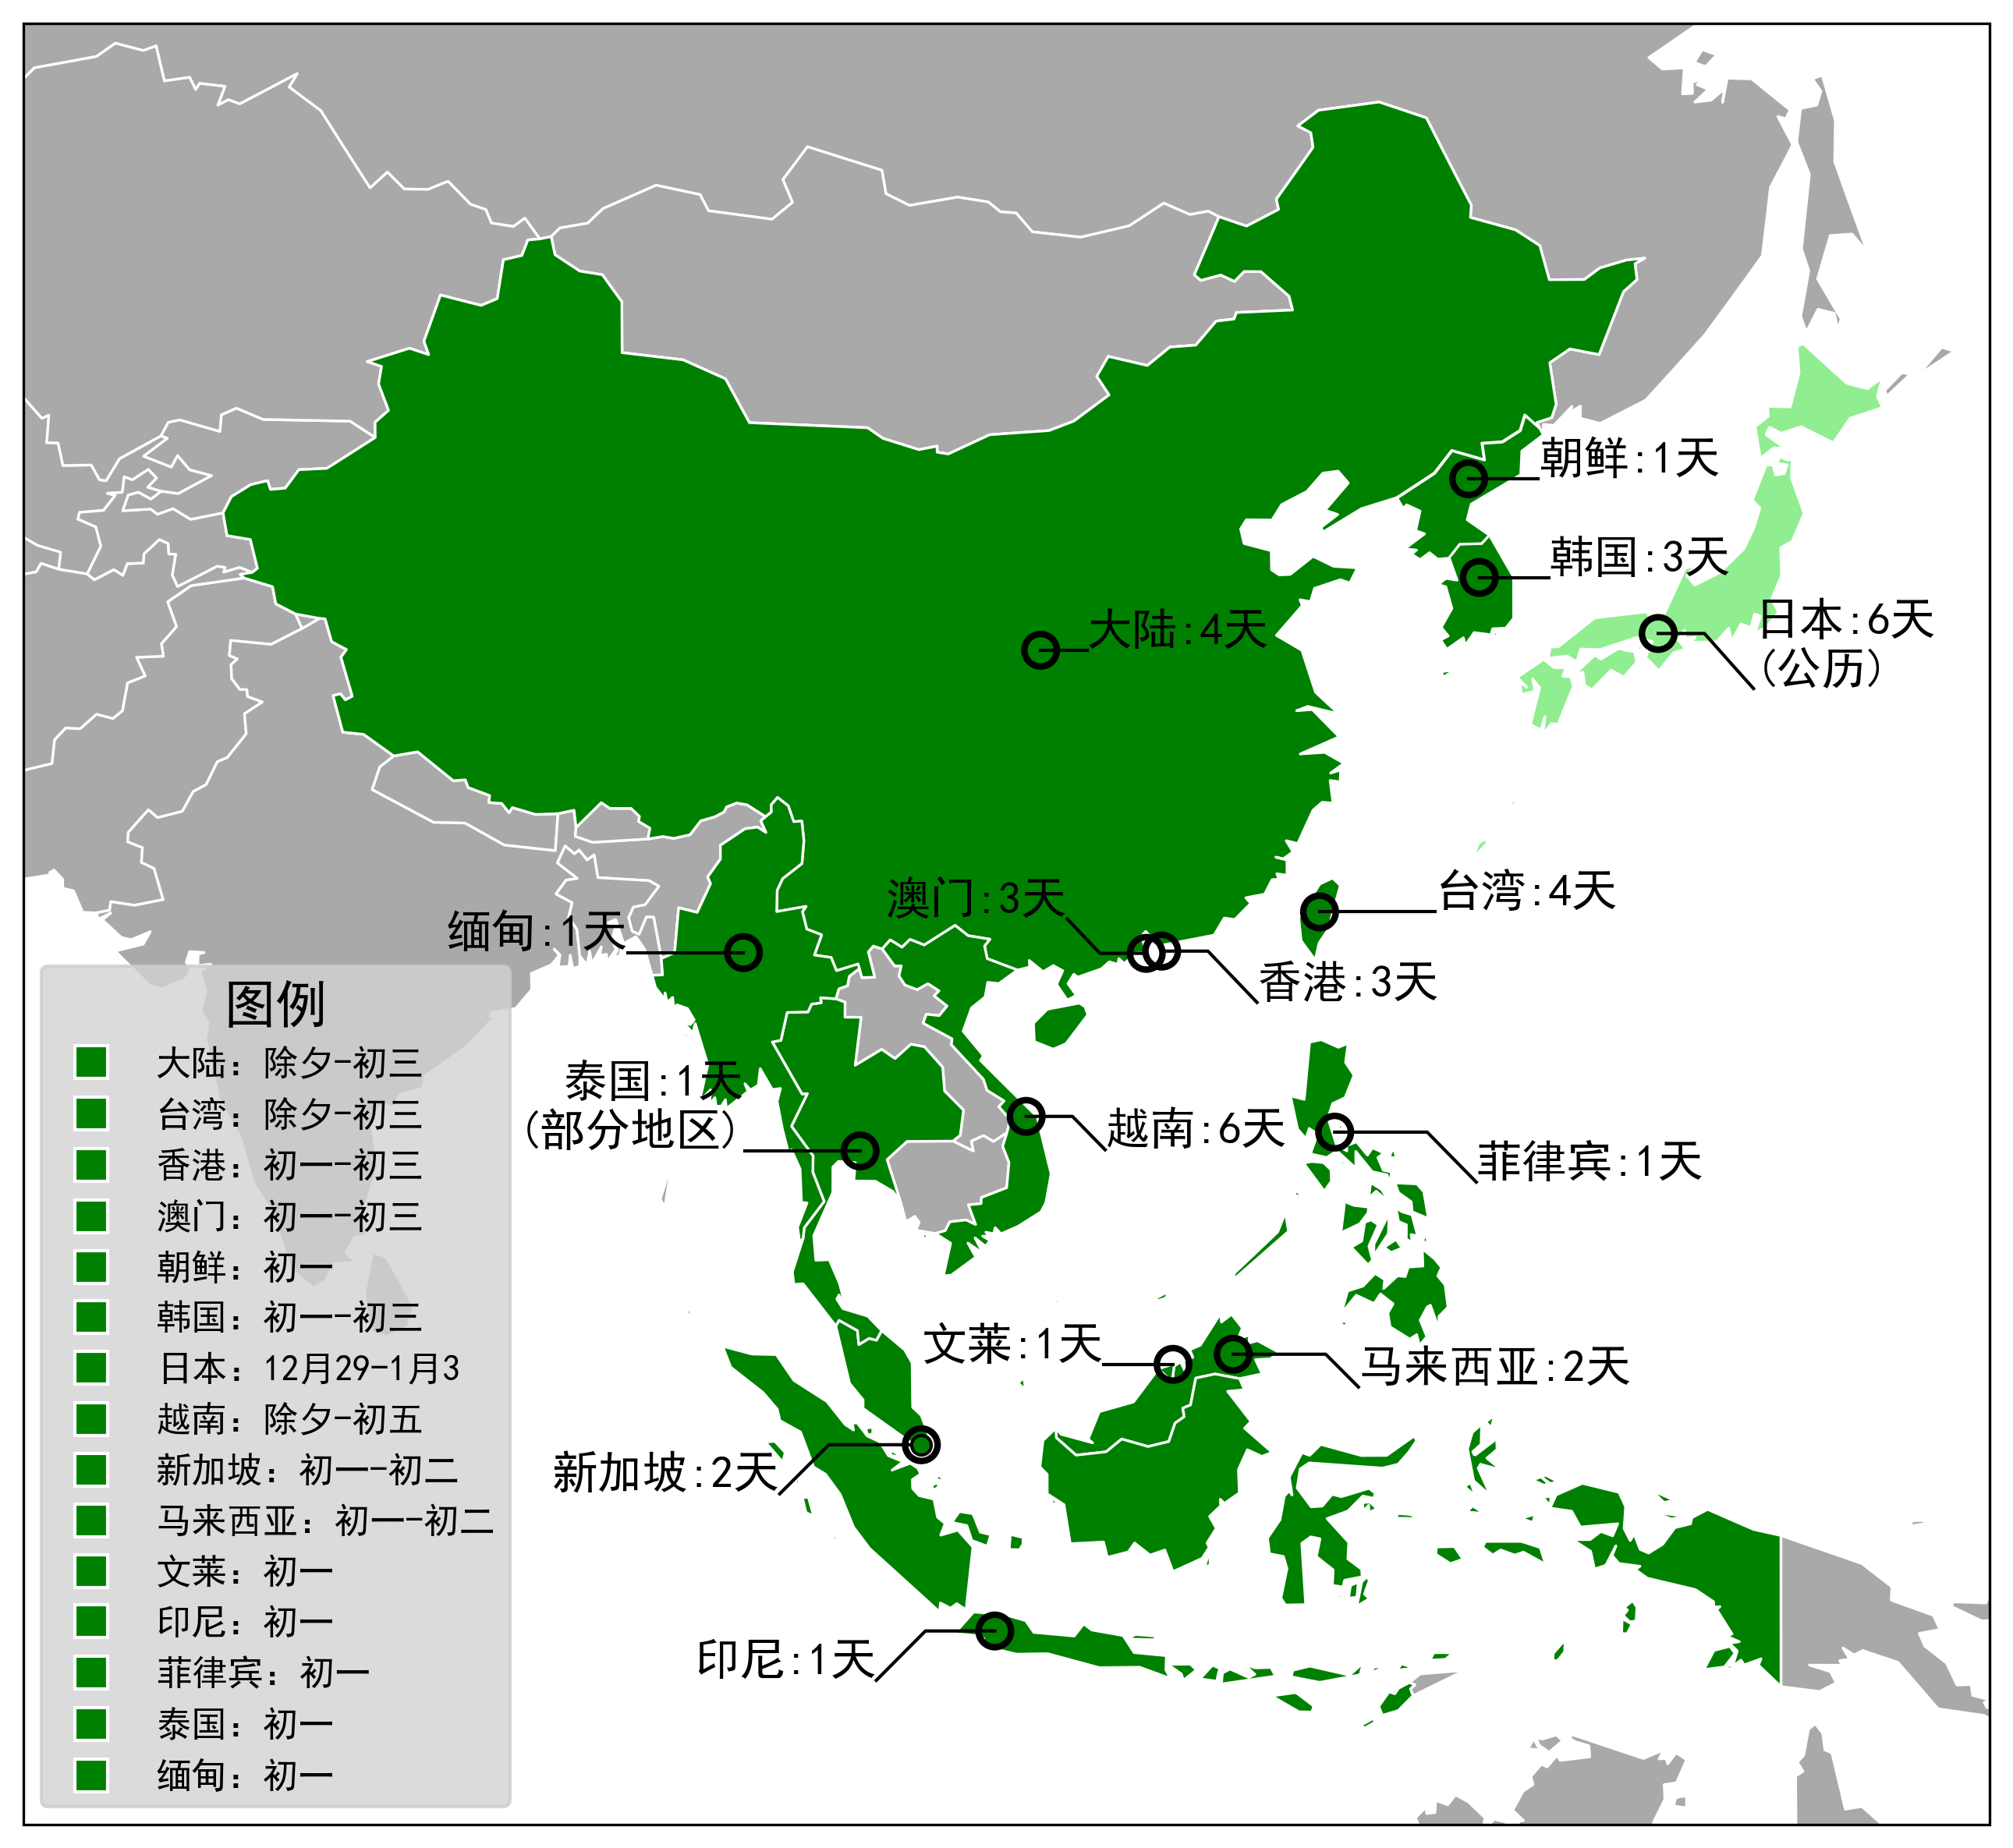 朝鲜:1天
韩国:3天
日本:6天
(公历)
大陆:4天
台湾:4天
澳门:3天
香港:3天
缅甸:1天
泰国:1天
(部分地区)
越南:6天
菲律宾:1天
文莱:1天
马来西亚:2天
新加坡:2天
印尼:1天
图例
大陆：除夕-初三
台湾：除夕-初三
香港：初一-初三
澳门：初一-初三
朝鲜：初一
韩国：初一-初三
日本：12月29-1月3
越南：除夕-初五
新加坡：初一-初二
马来西亚：初一-初二
文莱：初一
印尼：初一
菲律宾：初一
泰国：初一
缅甸：初一